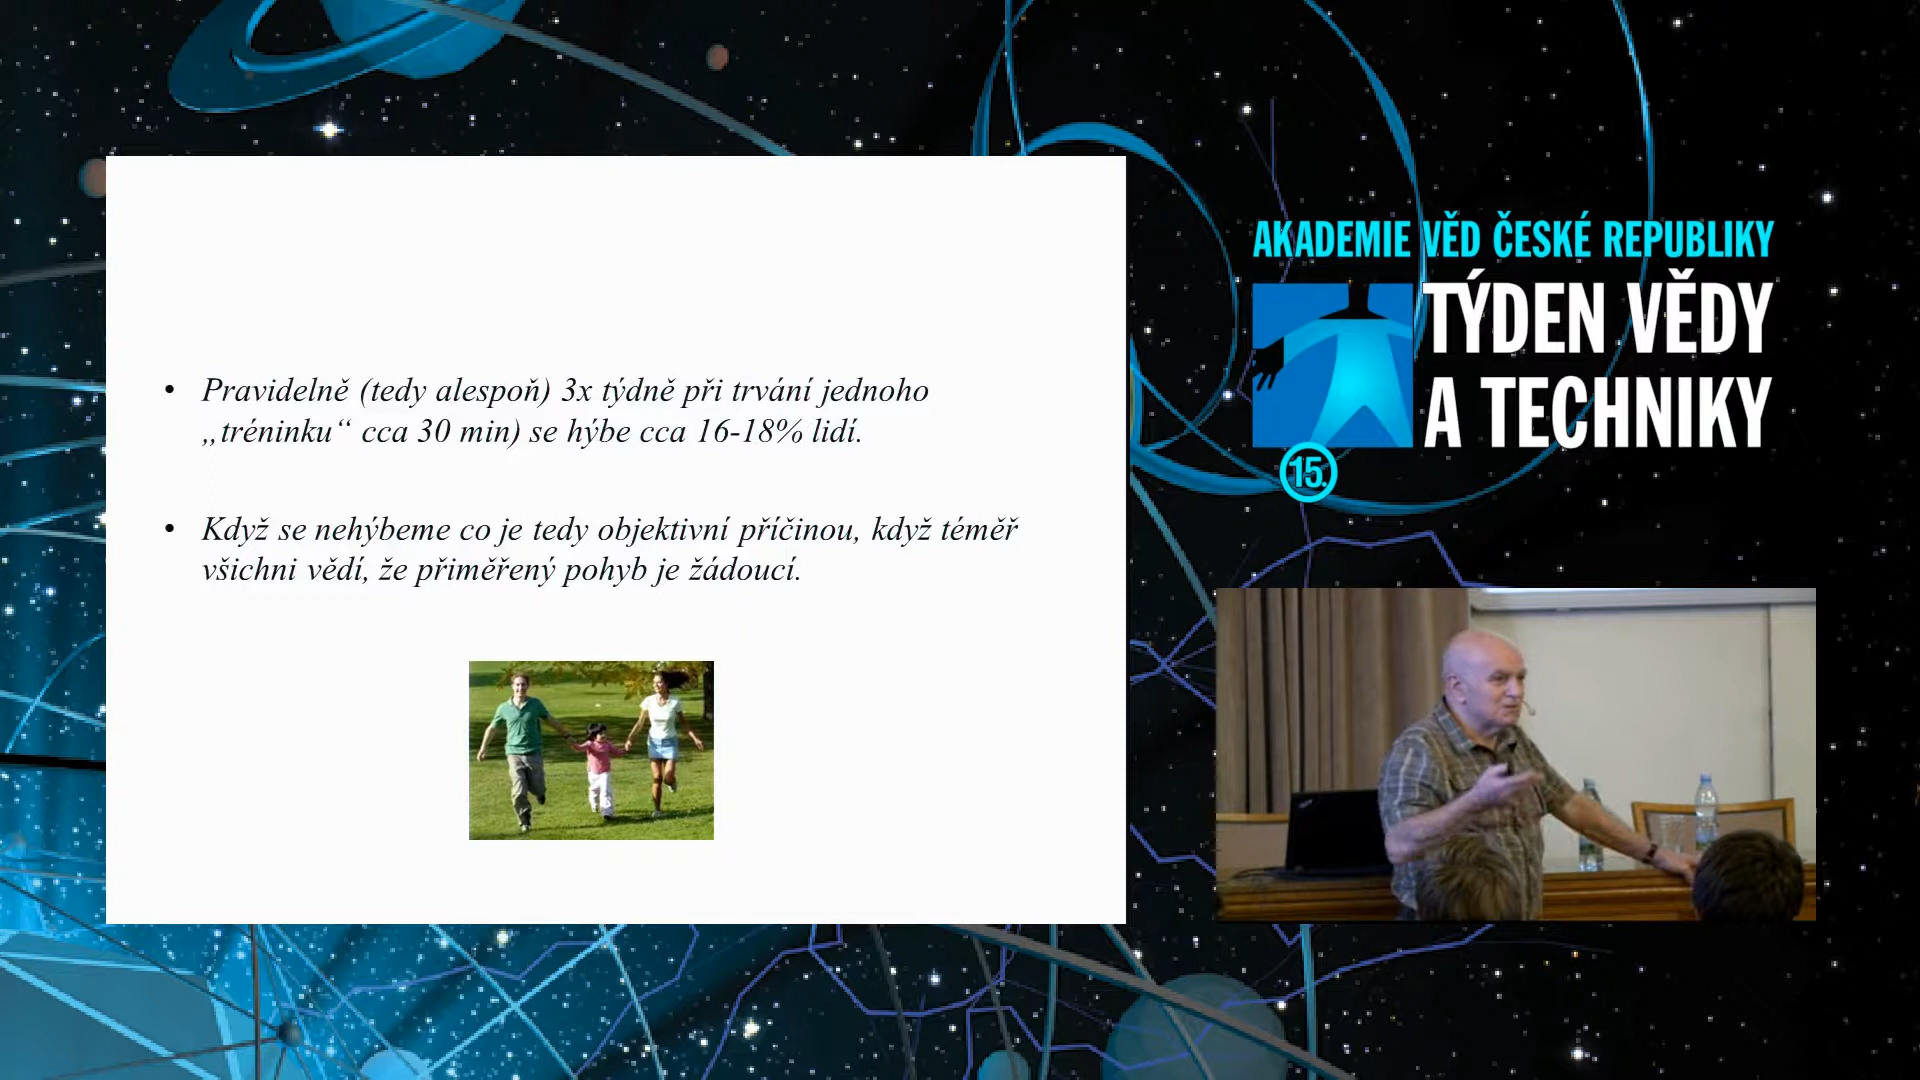 • Pravidelně (tedy alespoň) 3x týdně při trvání jednoho
„tréninku“ cca 30 min) se hýbe cca 16-18% lidí.
• Když se nehýbeme co je tedy objektivní příčinou, když téměř
všichni vědí, že přiměřený pohyb je žádoucí.
AKADEMIE VĚD ČESKÉ REPUBLIKY
TÝDEN VĚDY
A TECHNIKY
15.